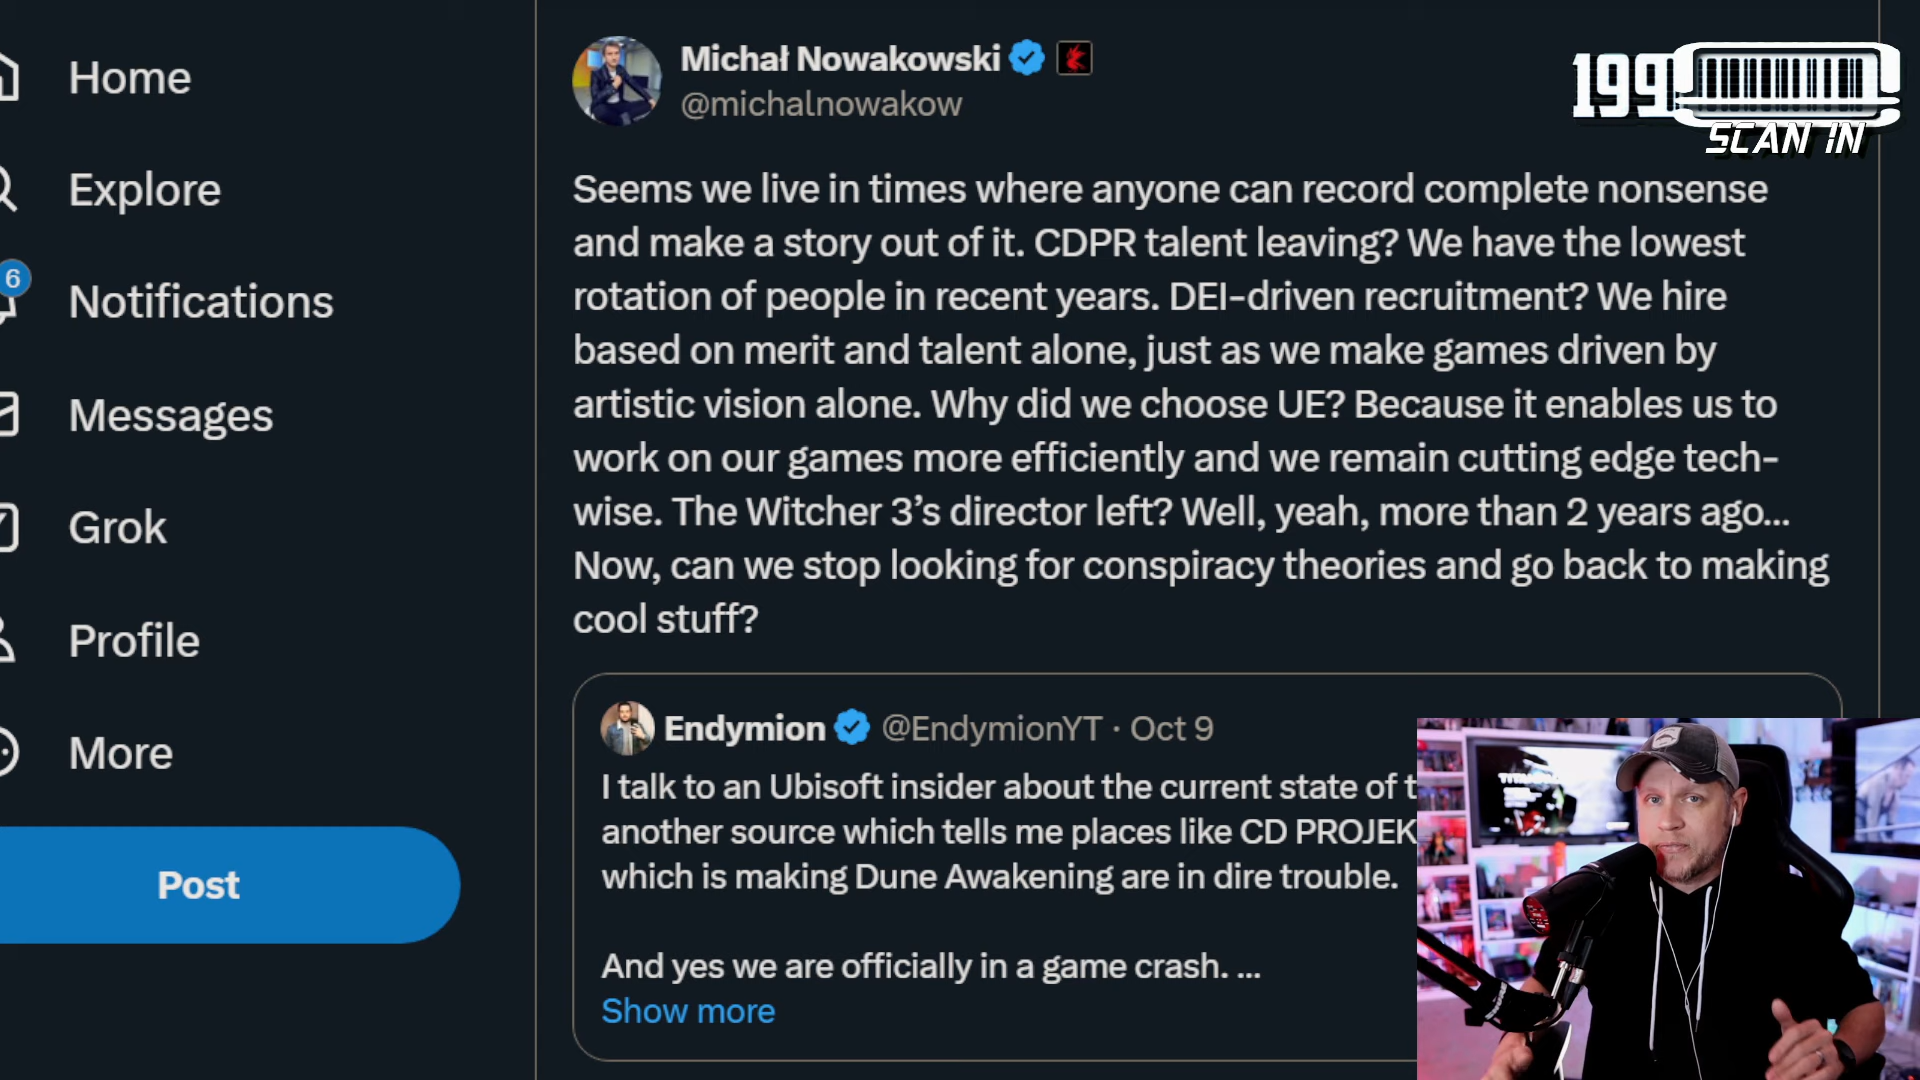 Home
Explore
6
Notifications
Messages
Grok
Profile
More
Post
Michał Nowakowski
@michalnowakow
199
SCAN IN
Seems we live in times where anyone can record complete nonsense
and make a story out of it. CDPR talent leaving? We have the lowest
rotation of people in recent years. DEI-driven recruitment? We hire
based on merit and talent alone, just as we make games driven by
artistic vision alone. Why did we choose UE? Because it enables us to
work on our games more efficiently and we remain cutting edge tech-
wise. The Witcher 3’s director left? Well, yeah, more than 2 years ago...
Now, can we stop looking for conspiracy theories and go back to making
cool stuff?
Endymion @EndymionYT · Oct 9
I talk to an Ubisoft insider about the current state of t
another source which tells me places like CD PROJEK
which is making Dune Awakening are in dire trouble.
And yes we are officially in a game crash. ...
Show more